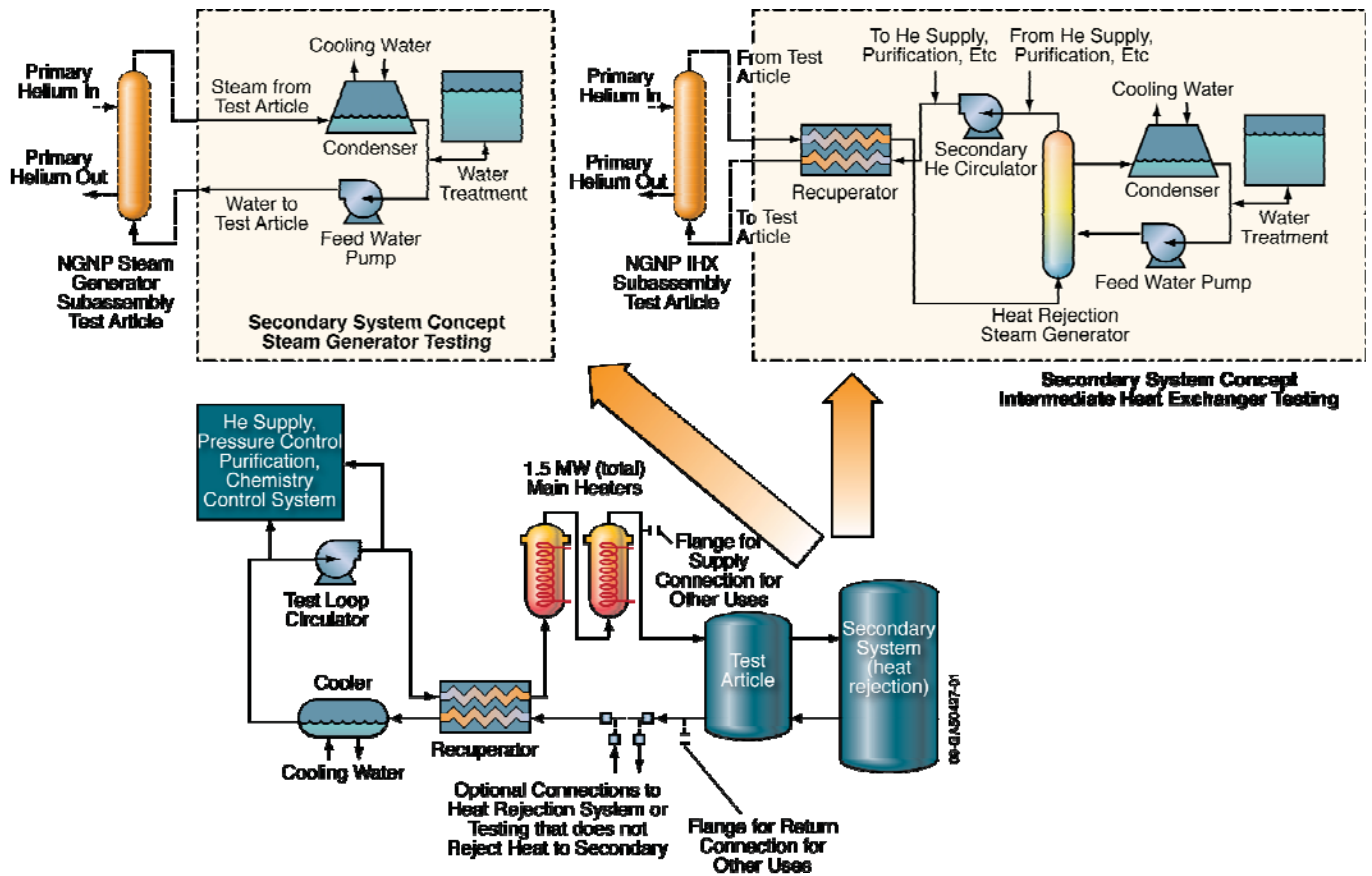 Cooling Water
Primary
Helium In
Steam from
Test Article
Condenser
Primary
Helium Out
Water
Treatment
Water to
Test Article
Feed Water
Pump
NGNP Steam
Generator
Subassembly
Test Article
Secondary System Concept
Steam Generator Testing
To He Supply,
Purification, Etc
From He Supply,
Purification, Etc
From Test
Article
Primary
Helium In
Cooling Water
Secondary
He Circulator
Condenser
Primary
Helium Out
Recuperator
Water
Treatment
To Test
Article
NGNP IHX
Subassembly
Test Article
Feed Water Pump
Heat Rejection
Steam Generator
Secondary System Concept
Intermediate Heat Exchanger Testing
He Supply,
Pressure Control
Purification,
Chemistry
Control System
1.5 MW (total)
Main Heaters
Flange for
Supply
Connection for
Other Uses
Test Loop
Circulator
Test
Article
Secondary
System
(heat
rejection)
Cooler
Recuperator
Cooling Water
Optional Connections to
Heat Rejection System or
Testing that does not
Reject Heat to Secondary
Flange for Return
Connection for
Other Uses
09-GA50427-01